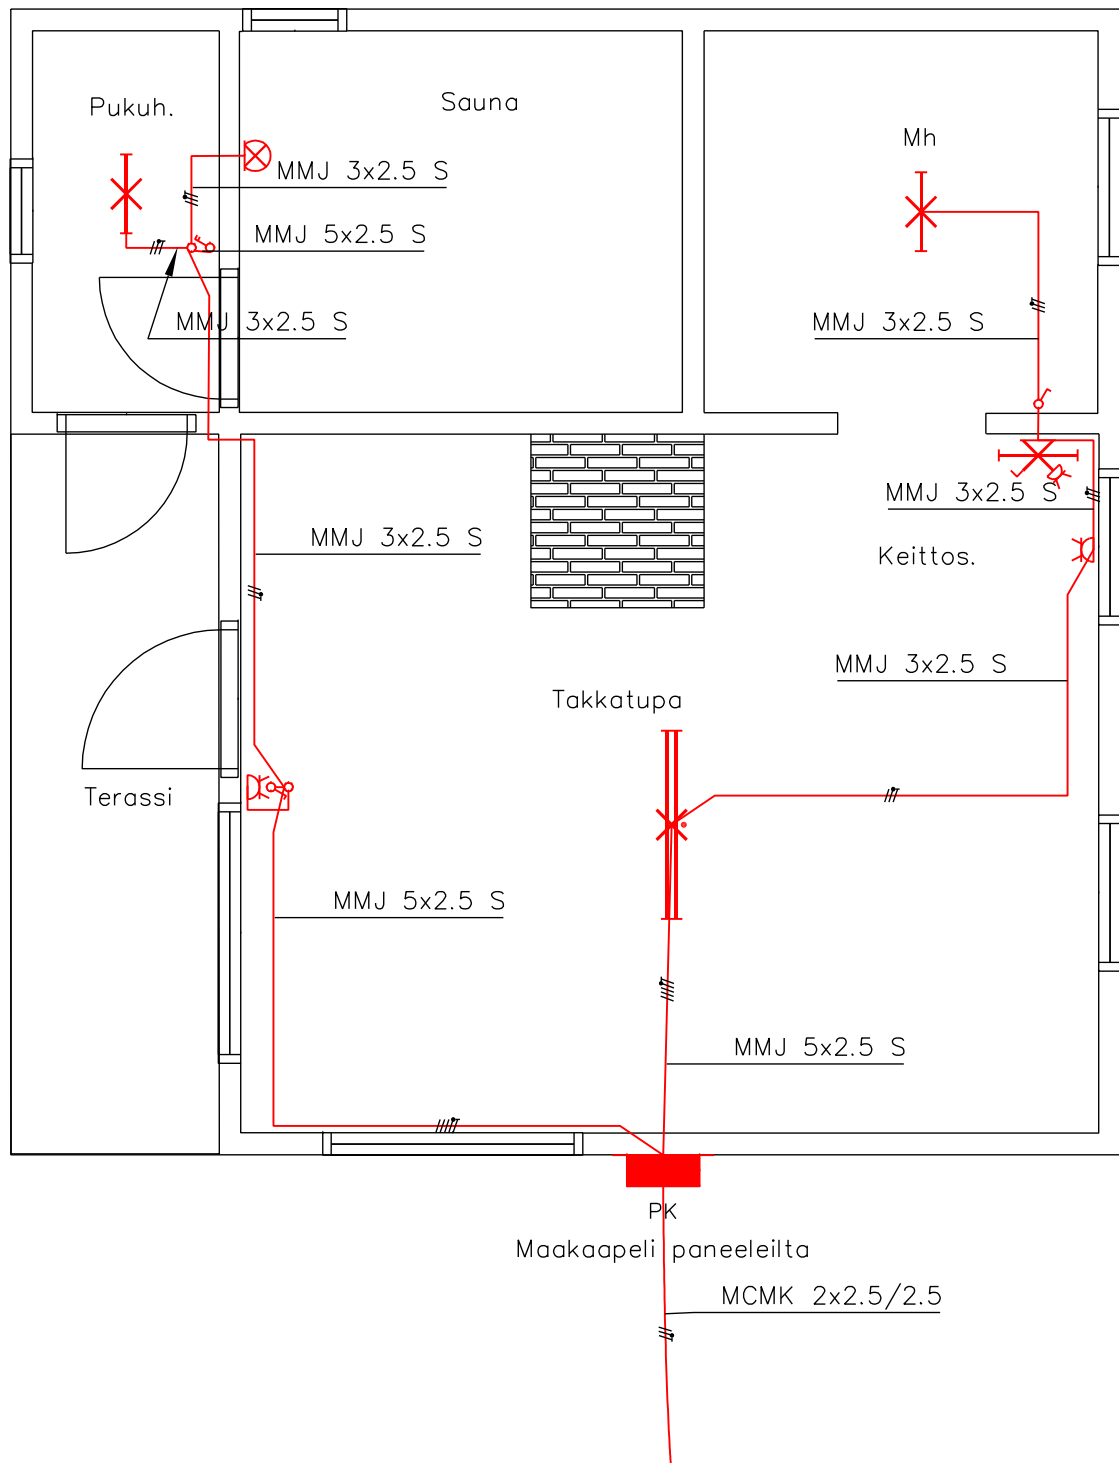 Pukuh.
Sauna
Mh
MMJ 3x2.5 S
MMJ 5x2.5 S
MMJ 3x2.5 S
MMJ 3x2.5 S
MMJ 3x2.5 S
MMJ 3x2.5 S
Keittos.
MMJ 3x2.5 S
Takkatupa
Terassi
MMJ 5x2.5 S
MMJ 5x2.5 S
PK
Maakaapeli paneeleilta
MCMK 2x2.5/2.5